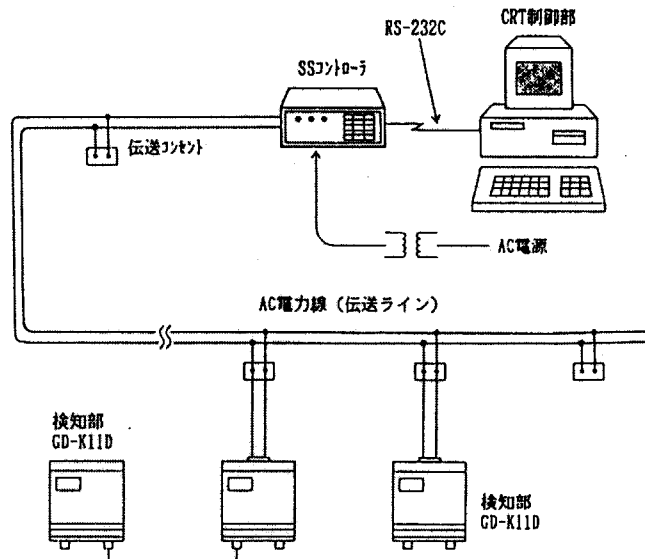 CRT制御部
RS-232C
SSコントローラ
伝送コンセント
AC電源
AC電力線(伝送ライン)
検知部
GD-K11D
検知部
GD-K11D